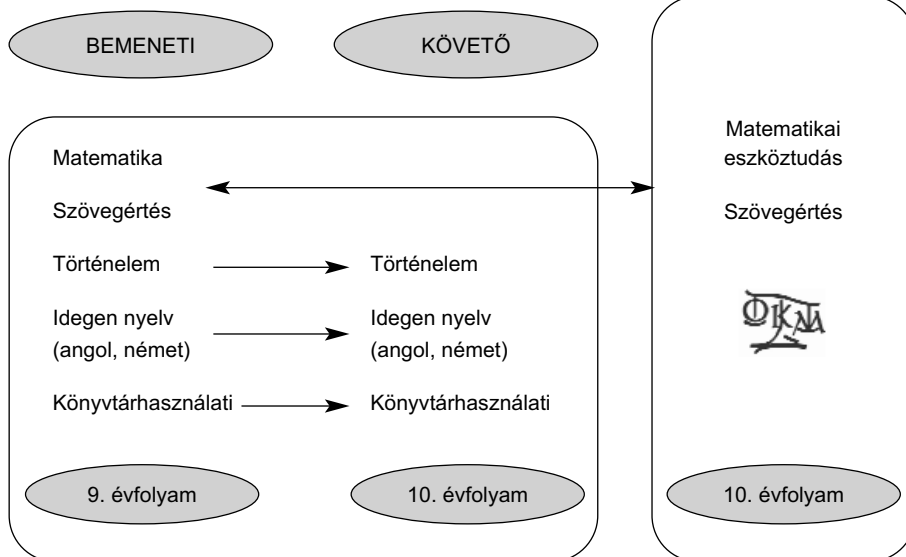 BEMENETI
KÖVETŐ
Matematika
Szövegértés
Történelem
Történelem
Idegen nyelv
(angol, német)
Idegen nyelv
(angol, német)
Könyvtárhasználati
Könyvtárhasználati
9. évfolyam
10. évfolyam
Matematikai
eszköztudás
Szövegértés
10. évfolyam